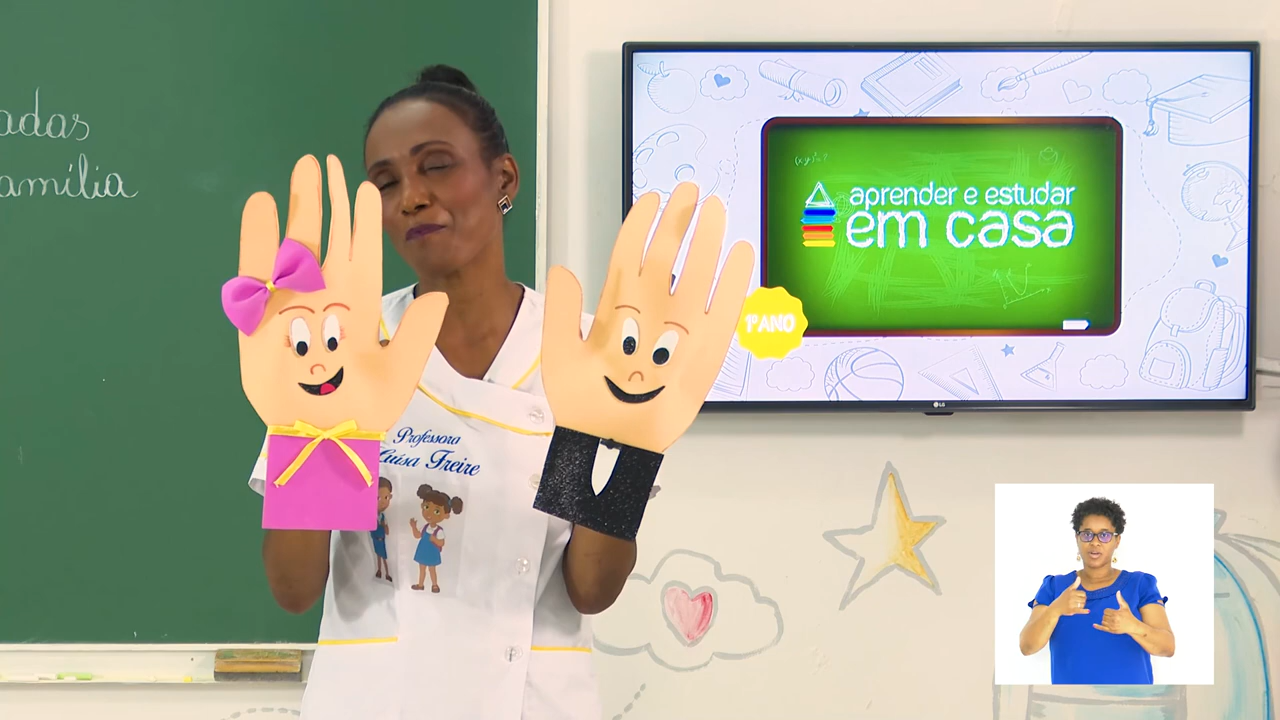 adas
amília
aprender e estudar
em casa
1º ANO
Professora
Luísa Freire
LG